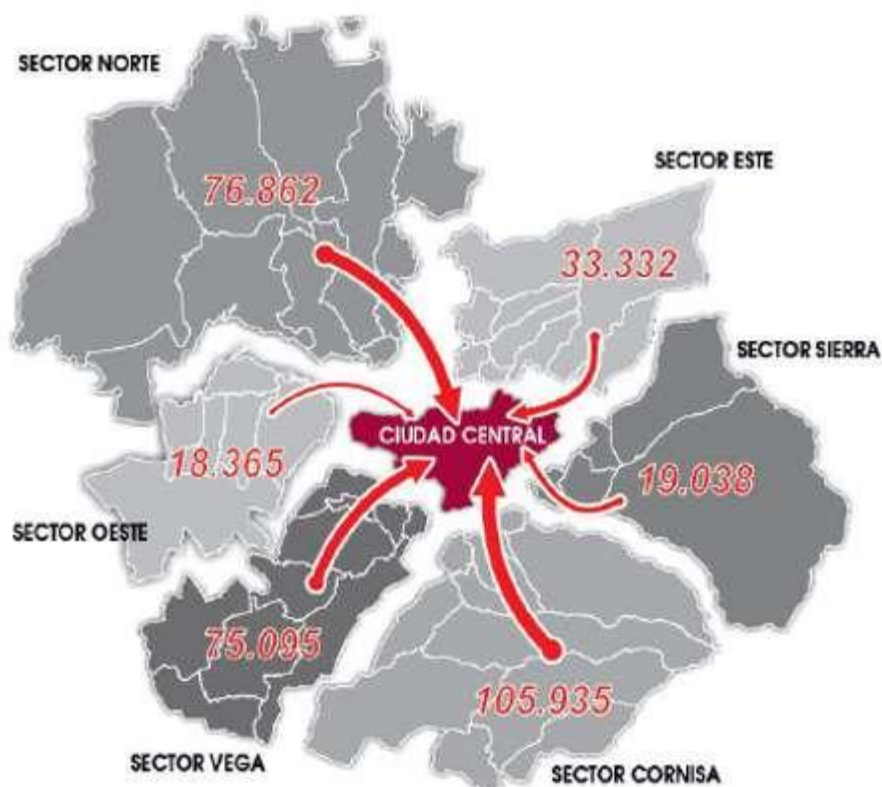 SECTOR NORTE
76.862
SECTOR ESTE
33.332
SECTOR SIERRA
CIUDAD CENTRAL
18.365
19.038
SECTOR OESTE
75.095
105.935
SECTOR VEGA
SECTOR CORNISA